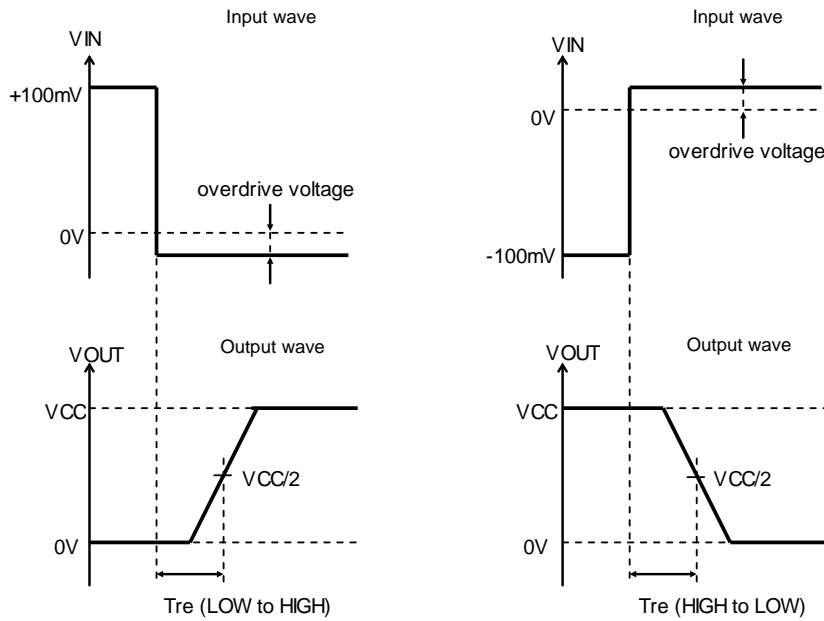 Input wave
VIN
+100mV
overdrive voltage
0V
Output wave
VOUT
VCC
VCC/2
0V
Tre (LOW to HIGH)
Input wave
VIN
0V
overdrive voltage
-100mV
Output wave
VOUT
VCC
VCC/2
0V
Tre (HIGH to LOW)